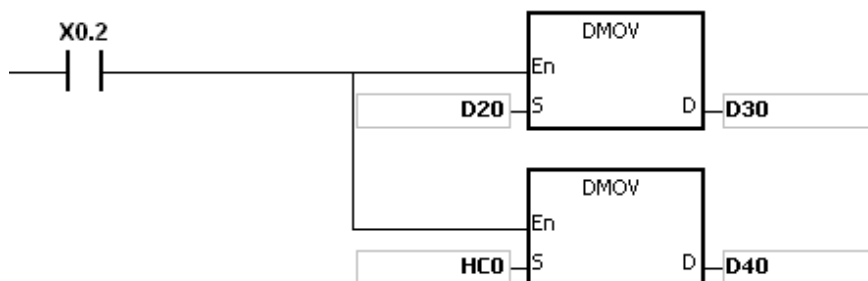 X0.2
DMOV
En
D20 S D D30
DMOV
En
HC0 S D D40